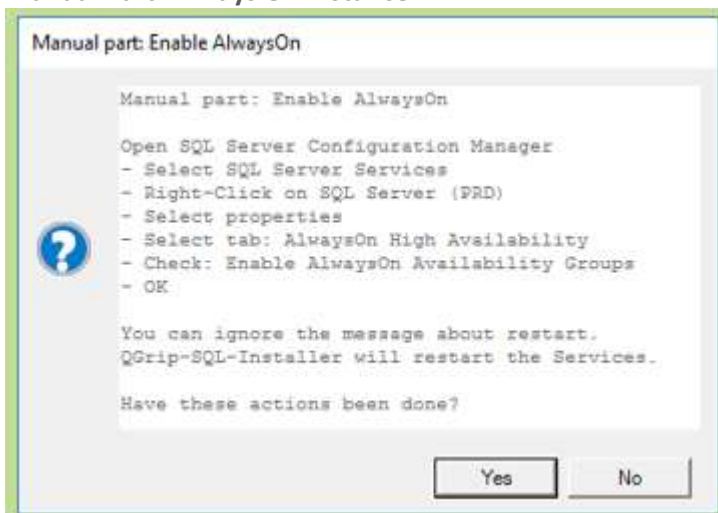 Manual part: Enable AlwaysOn
Manual part: Enable AlwaysOn
Open SQL Server Configuration Manager
- Select SQL Server Services
- Right-Click on SQL Server (PRD)
- Select properties
- Select tab: AlwaysOn High Availability
- Check: Enable AlwaysOn Availability Groups
- OK
You can ignore the message about restart.
QGrip-SQL-Installer will restart the Services.
Have these actions been done?
Yes No